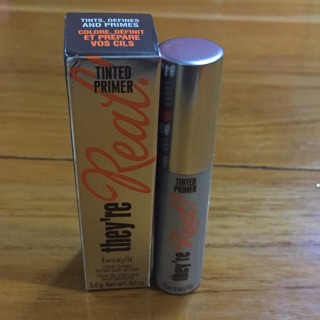 TINTS, DEFINES
AND PRIMES
COLORE, DÉFINIT
ET PRÉPARE
VOS CILS
TINTED
PRIMER
they're
Real!
benefit
TINTED
PRIMER
they're
Real!
benefit